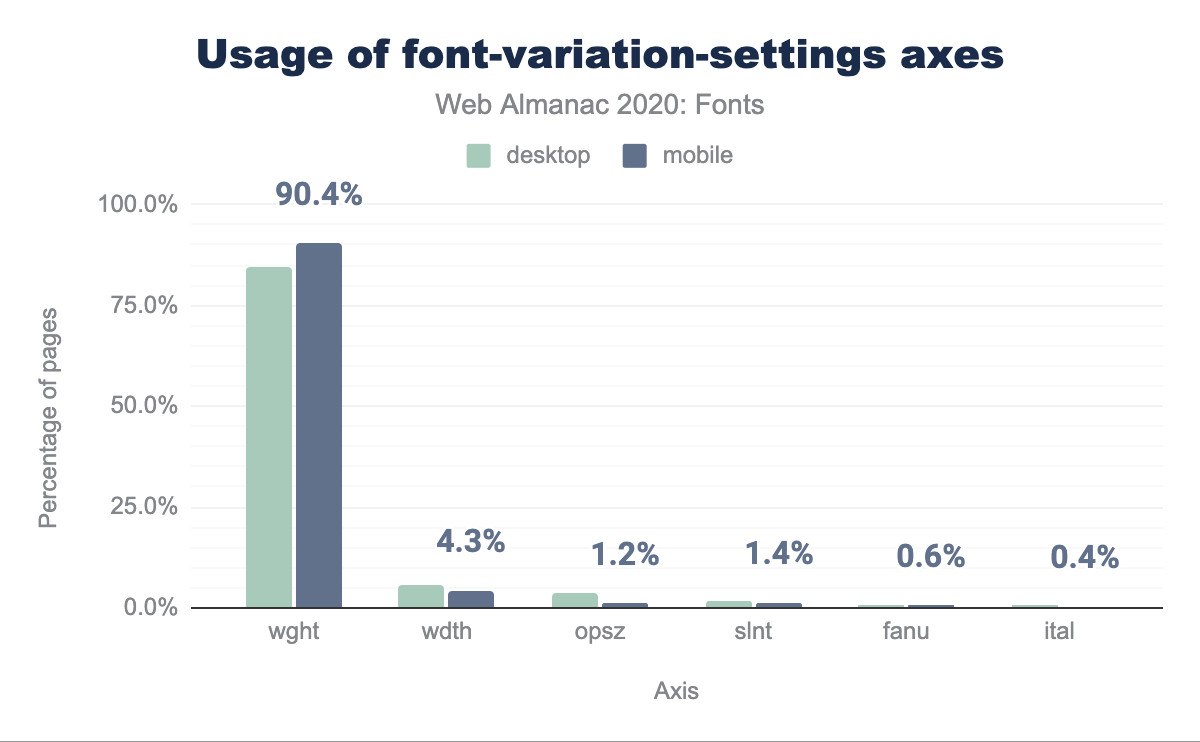 Usage of font-variation-settings axes
Web Almanac 2020: Fonts
desktop mobile
90.4%
100.0%
75.0%
50.0%
25.0%
0.0%
Percentage of pages
4.3% 1.2% 1.4% 0.6% 0.4%
wght wdth opsz slnt fanu ital
Axis